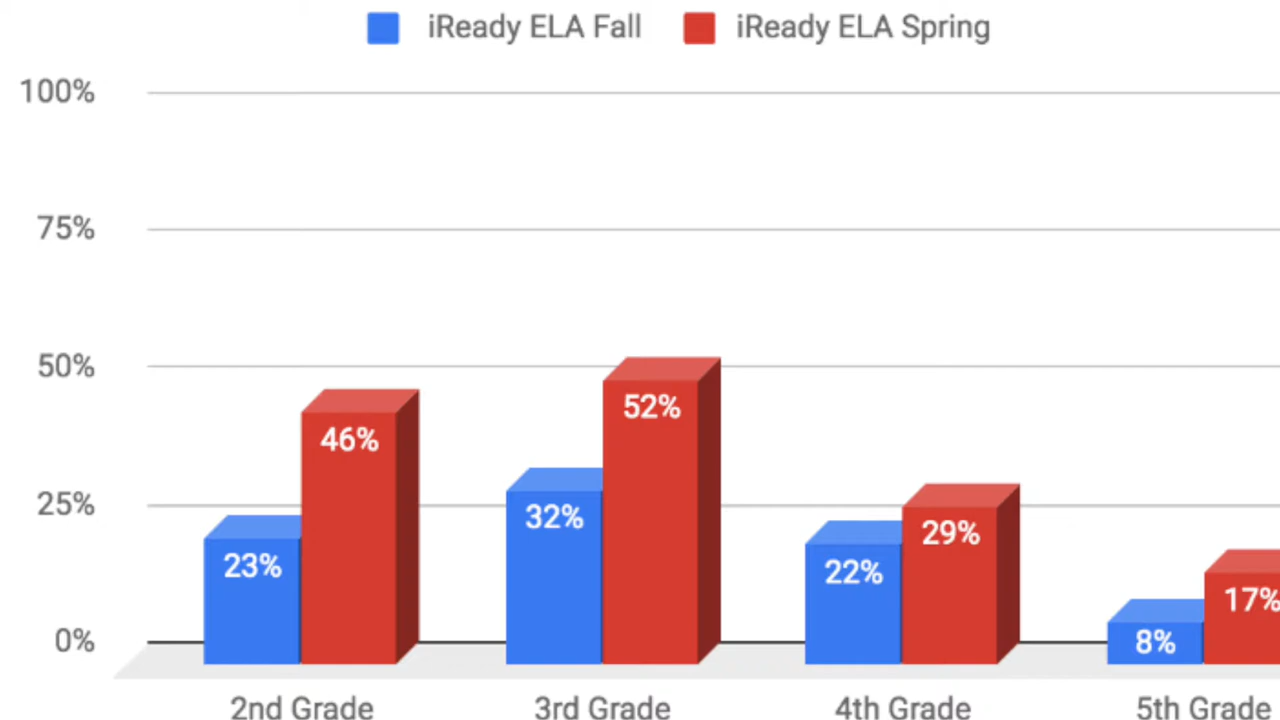 iReady ELA Fall iReady ELA Spring
100%
75%
50%
25%
0%
23% 46% 32% 52% 22% 29% 8% 17%
2nd Grade 3rd Grade 4th Grade 5th Grade